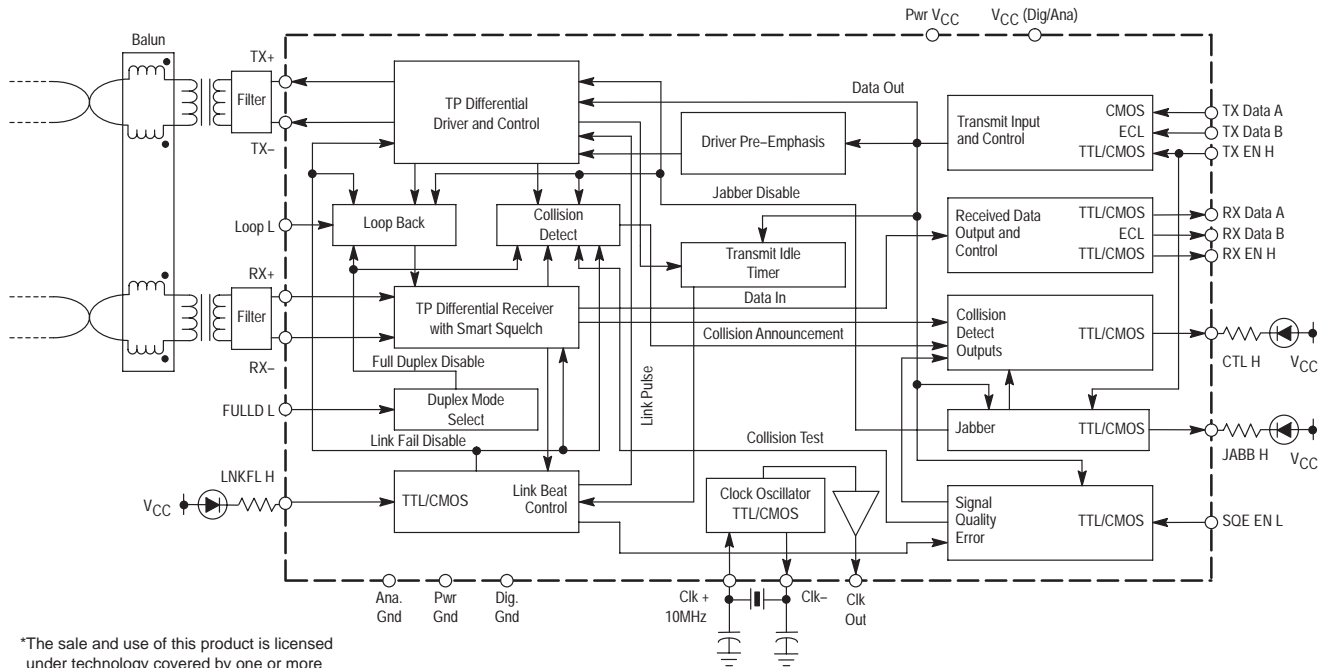 Pwr VCC
VCC (Dig/Ana)
Balun
TX+
Filter
TX–
TP Differential
Driver and Control
Data Out
Driver Pre–Emphasis
Transmit Input
and Control
CMOS
ECL
TTL/CMOS
TX Data A
TX Data B
TX EN H
Jabber Disable
Loop L
Loop Back
Collision
Detect
Transmit Idle
Timer
Received Data
Output and
Control
TTL/CMOS
ECL
TTL/CMOS
RX Data A
RX Data B
RX EN H
RX+
Filter
RX–
TP Differential Receiver
with Smart Squelch
Data In
Collision Announcement
Collision
Detect
Outputs
TTL/CMOS
CTL H
VCC
Full Duplex Disable
FULLD L
Duplex Mode
Select
Link Pulse
Jabber
TTL/CMOS
JABB H
VCC
Link Fail Disable
LNKFL H
VCC
TTL/CMOS
Link Beat
Control
Collision Test
Clock Oscillator
TTL/CMOS
Signal
Quality
Error
TTL/CMOS
SQE EN L
Ana.
Gnd
Pwr
Gnd
Dig.
Gnd
Clk +
10MHz
Clk–
Clk
Out
*The sale and use of this product is licensed
under technology covered by one or more